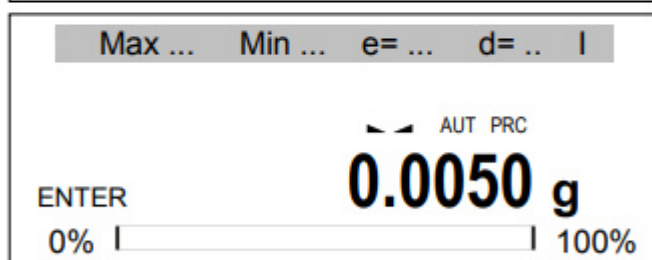 Max ... Min ... e= ... d= .. I
AUT PRC
0.0050 g
ENTER
0% 100%